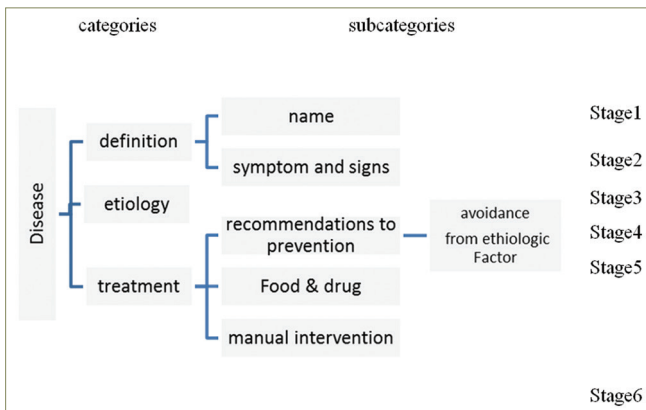 categories
subcategories
Disease
definition
name
symptom and signs
etiology
treatment
recommendations to
prevention
avoidance
from ethiologic
Factor
Food & drug
manual intervention
Stage1
Stage2
Stage3
Stage4
Stage5
Stage6